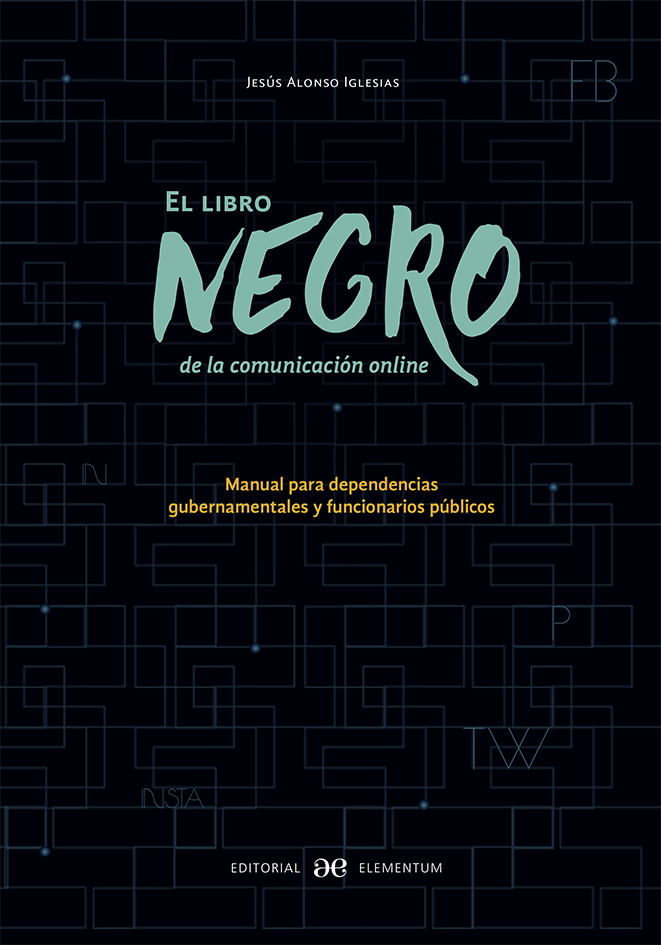 Jesús Alonso Iglesias
FB
El libro
NEGRO
de la comunicación online
IN
Manual para dependencias
gubernamentales y funcionarios públicos
P
TW
INSTA
EDITORIAL ae ELEMENTUM